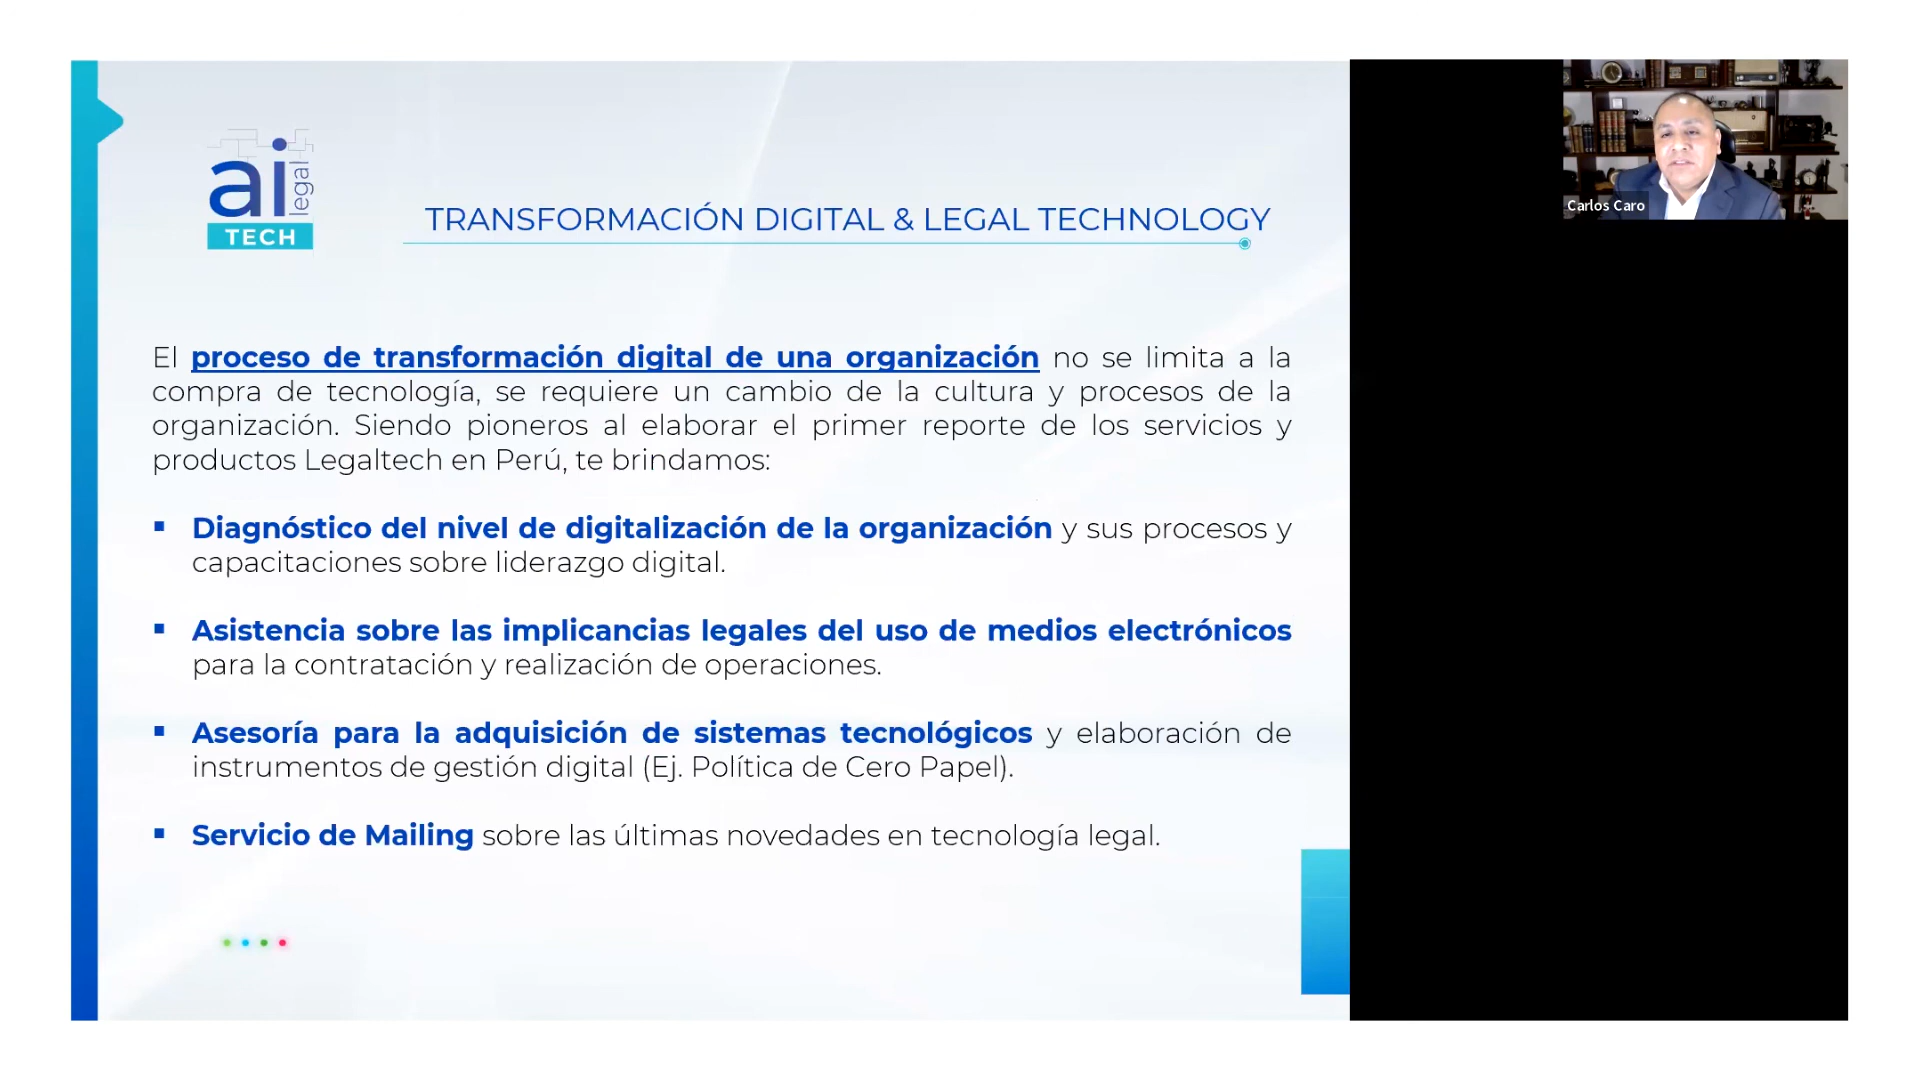 ai legal
TECH
TRANSFORMACIÓN DIGITAL & LEGAL TECHNOLOGY
El proceso de transformación digital de una organización no se limita a la
compra de tecnología, se requiere un cambio de la cultura y procesos de la
organización. Siendo pioneros al elaborar el primer reporte de los servicios y
productos Legaltech en Perú, te brindamos:
▪ Diagnóstico del nivel de digitalización de la organización y sus procesos y
capacitaciones sobre liderazgo digital.
▪ Asistencia sobre las implicancias legales del uso de medios electrónicos
para la contratación y realización de operaciones.
▪ Asesoría para la adquisición de sistemas tecnológicos y elaboración de
instrumentos de gestión digital (Ej. Política de Cero Papel).
▪ Servicio de Mailing sobre las últimas novedades en tecnología legal.
Carlos Caro